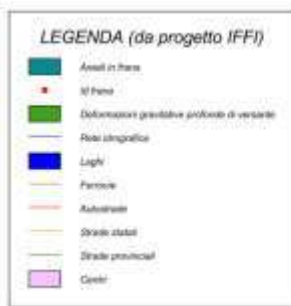 LEGENDA (da progetto IFFI)
Areali in frana
Id frana
Deformazioni gravitative profonde di versante
Rete idrografica
Laghi
Ferrovie
Autostrade
Strade statali
Strade provinciali
Centri